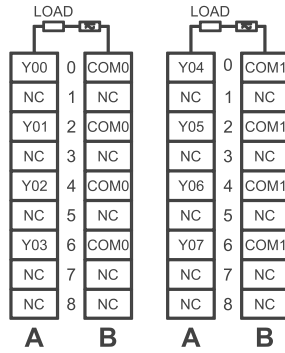 LOAD LOAD
Y00 0 COM0 Y04 0 COM1
NC 1 NC NC 1 NC
Y01 2 COM0 Y05 2 COM1
NC 3 NC NC 3 NC
Y02 4 COM0 Y06 4 COM1
NC 5 NC NC 5 NC
Y03 6 COM0 Y07 6 COM1
NC 7 NC NC 7 NC
NC 8 NC NC 8 NC
A B A B